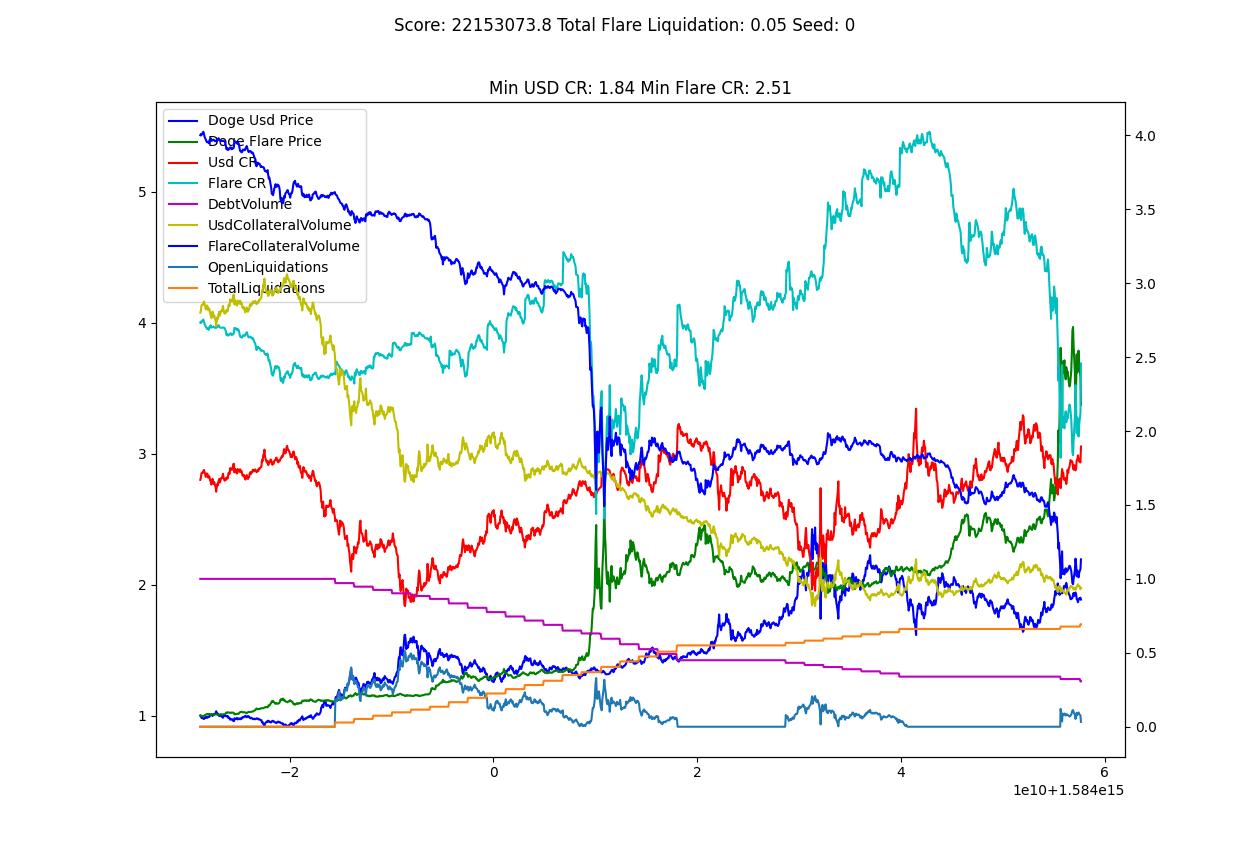 Score: 22153073.8 Total Flare Liquidation: 0.05 Seed: 0
Min USD CR: 1.84 Min Flare CR: 2.51
Doge Usd Price
Doge Flare Price
Usd CR
Flare CR
DebtVolume
UsdCollateralVolume
FlareCollateralVolume
OpenLiquidations
TotalLiquidations
5
4
3
2
1
4.0
3.5
3.0
2.5
2.0
1.5
1.0
0.5
0.0
−2
0
2
4
6
1e10+1.584e15